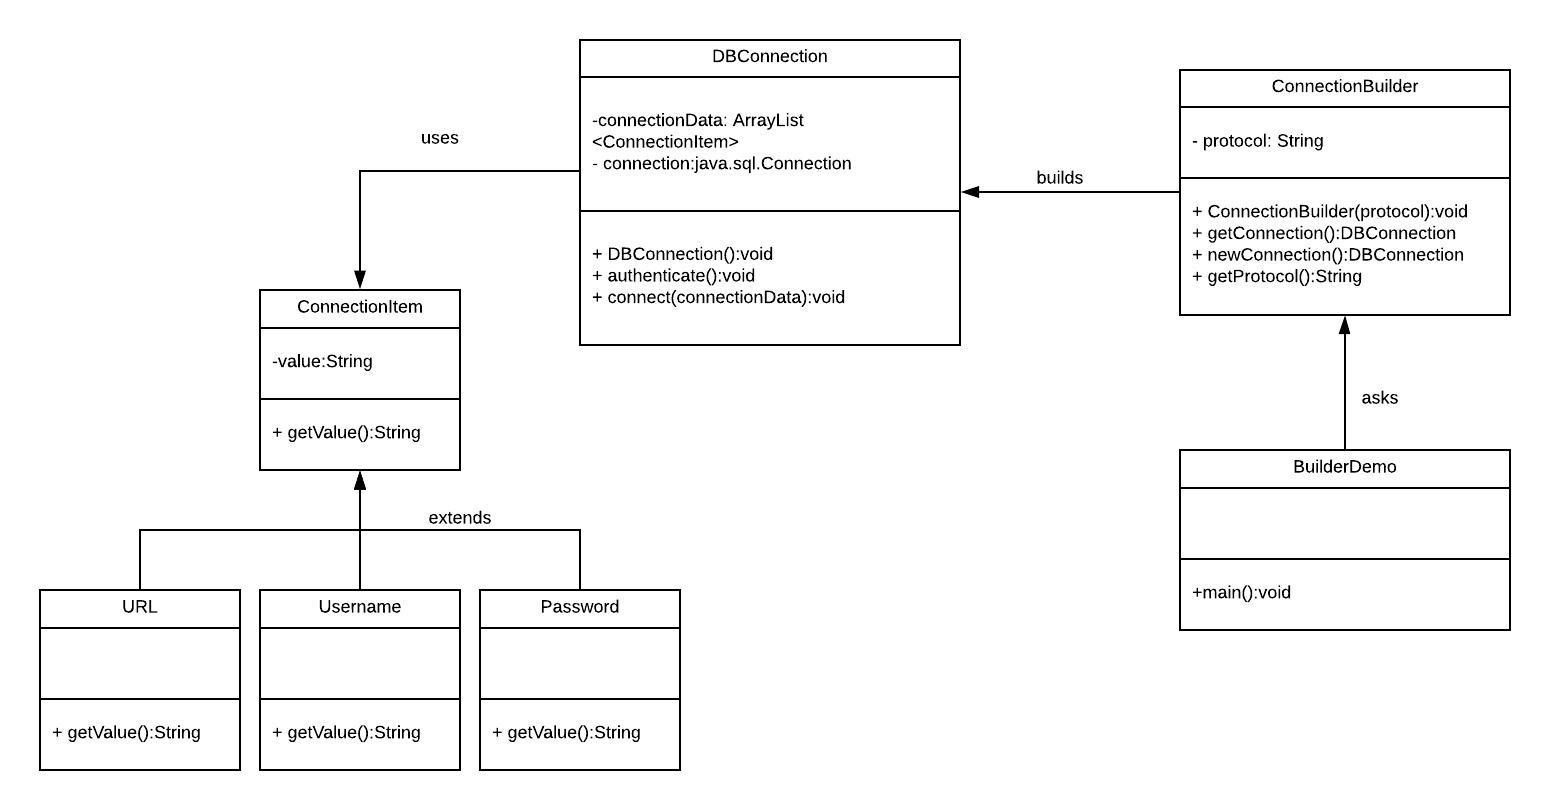 DBConnection
-connectionData: ArrayList
<ConnectionItem>
- connection:java.sql.Connection
+ DBConnection():void
+ authenticate():void
+ connect(connectionData):void
ConnectionBuilder
- protocol: String
+ ConnectionBuilder(protocol):void
+ getConnection():DBConnection
+ newConnection():DBConnection
+ getProtocol():String
uses
builds
ConnectionItem
-value:String
+ getValue():String
asks
BuilderDemo
+main():void
extends
URL
+ getValue():String
Username
+ getValue():String
Password
+ getValue():String